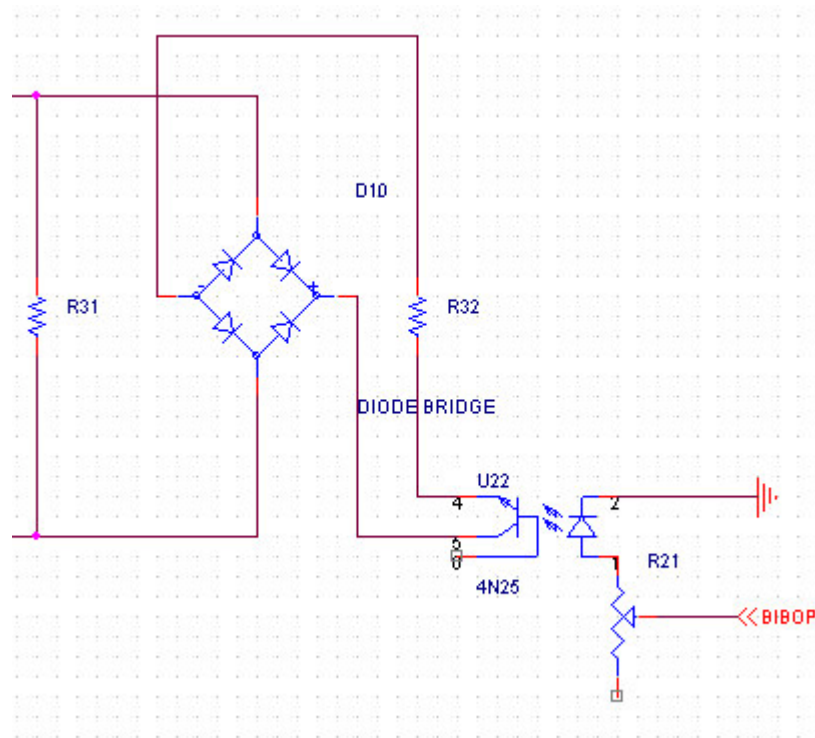 D10
-
+
R31
R32
DIODE BRIDGE
U22
4
2
5
6
4N25
1
R21
BIBOP